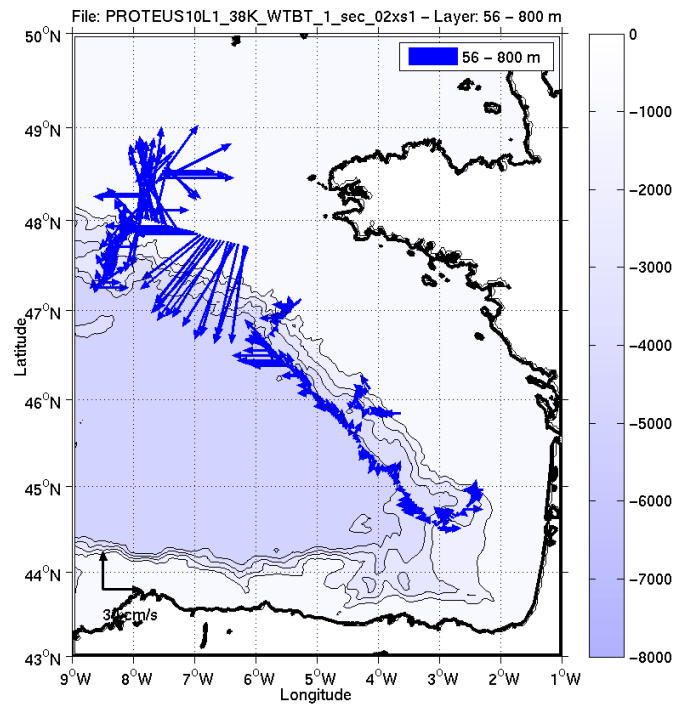 File: PROTEUS10L1_38K_WTBT_1_sec_02xs1 – Layer: 56 – 800 m
56 – 800 m
50°N
49°N
48°N
47°N
46°N
45°N
44°N
43°N
Latitude
30 cm/s
9°W 8°W 7°W 6°W 5°W 4°W 3°W 2°W 1°W
Longitude
0
−1000
−2000
−3000
−4000
−5000
−6000
−7000
−8000